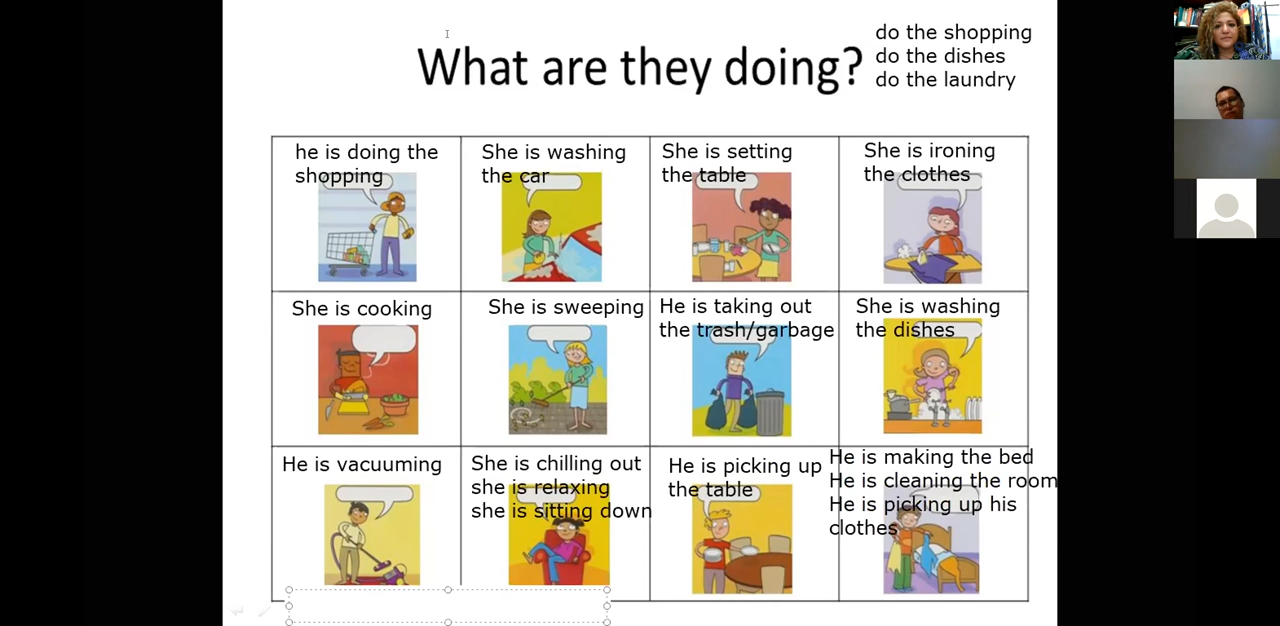 What are they doing?
do the shopping
do the dishes
do the laundry
he is doing the
shopping
She is washing
the car
She is setting
the table
She is ironing
the clothes
She is cooking
She is sweeping
He is taking out
the trash/garbage
She is washing
the dishes
He is vacuuming
She is chilling out
she is relaxing
she is sitting down
He is picking up
the table
He is making the bed
He is cleaning the room
He is picking up his
clothes